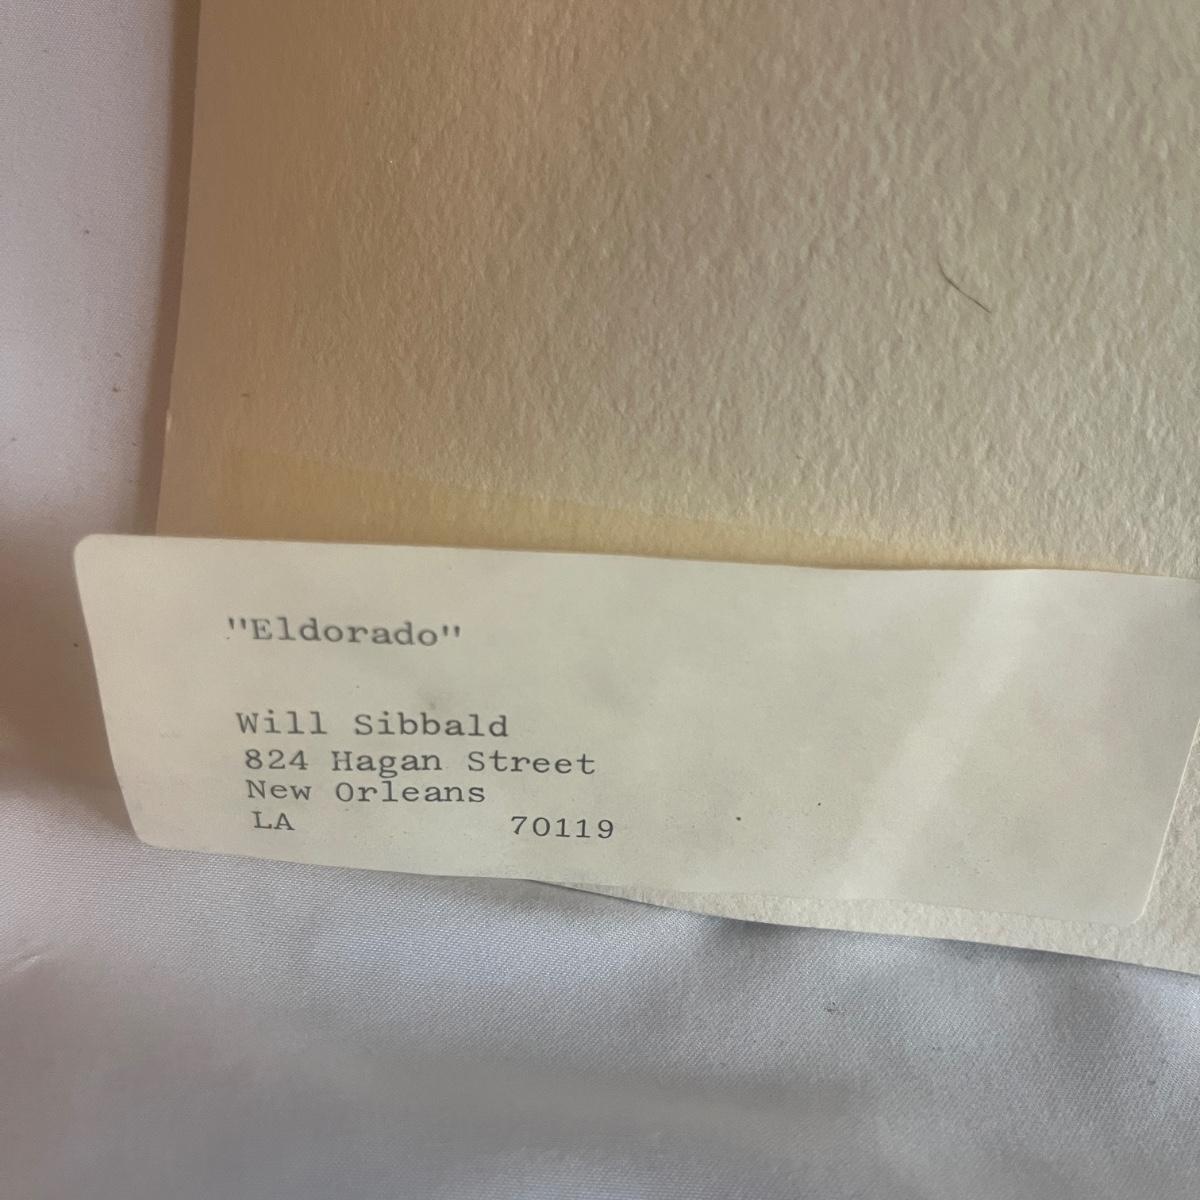 "Eldorado"
Will Sibbald
824 Hagan Street
New Orleans
LA 70119